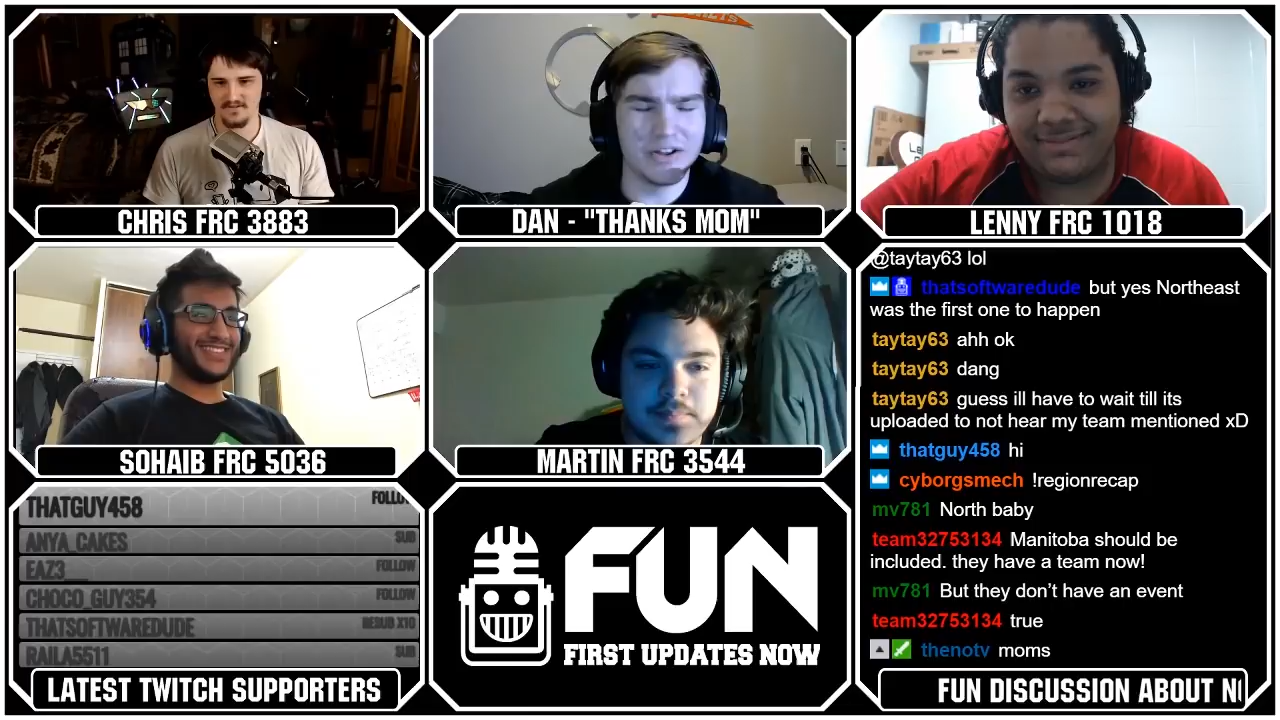 CHRIS FRC 3883
DAN - "THANKS MOM"
LENNY FRC 1018
SOHAIB FRC 5036
MARTIN FRC 3544
@taytay63 lol
thatsoftwaredude but yes Northeast
was the first one to happen
taytay63 ahh ok
taytay63 dang
taytay63 guess ill have to wait till its
uploaded to not hear my team mentioned xD
thatguy458 hi
cyborgsmech !regionrecap
mv781 North baby
team32753134 Manitoba should be
included. they have a team now!
mv781 But they don’t have an event
team32753134 true
thenotv moms
THATGUY458 FOLLOW
ANYA_CAKES SUB
EAZ3__ FOLLOW
CHOCO_GUY354 FOLLOW
THATSOFTWAREDUDE RESUB X10
RAILA5511 SUB
LATEST TWITCH SUPPORTERS
FUN
FIRST UPDATES NOW
FUN DISCUSSION ABOUT